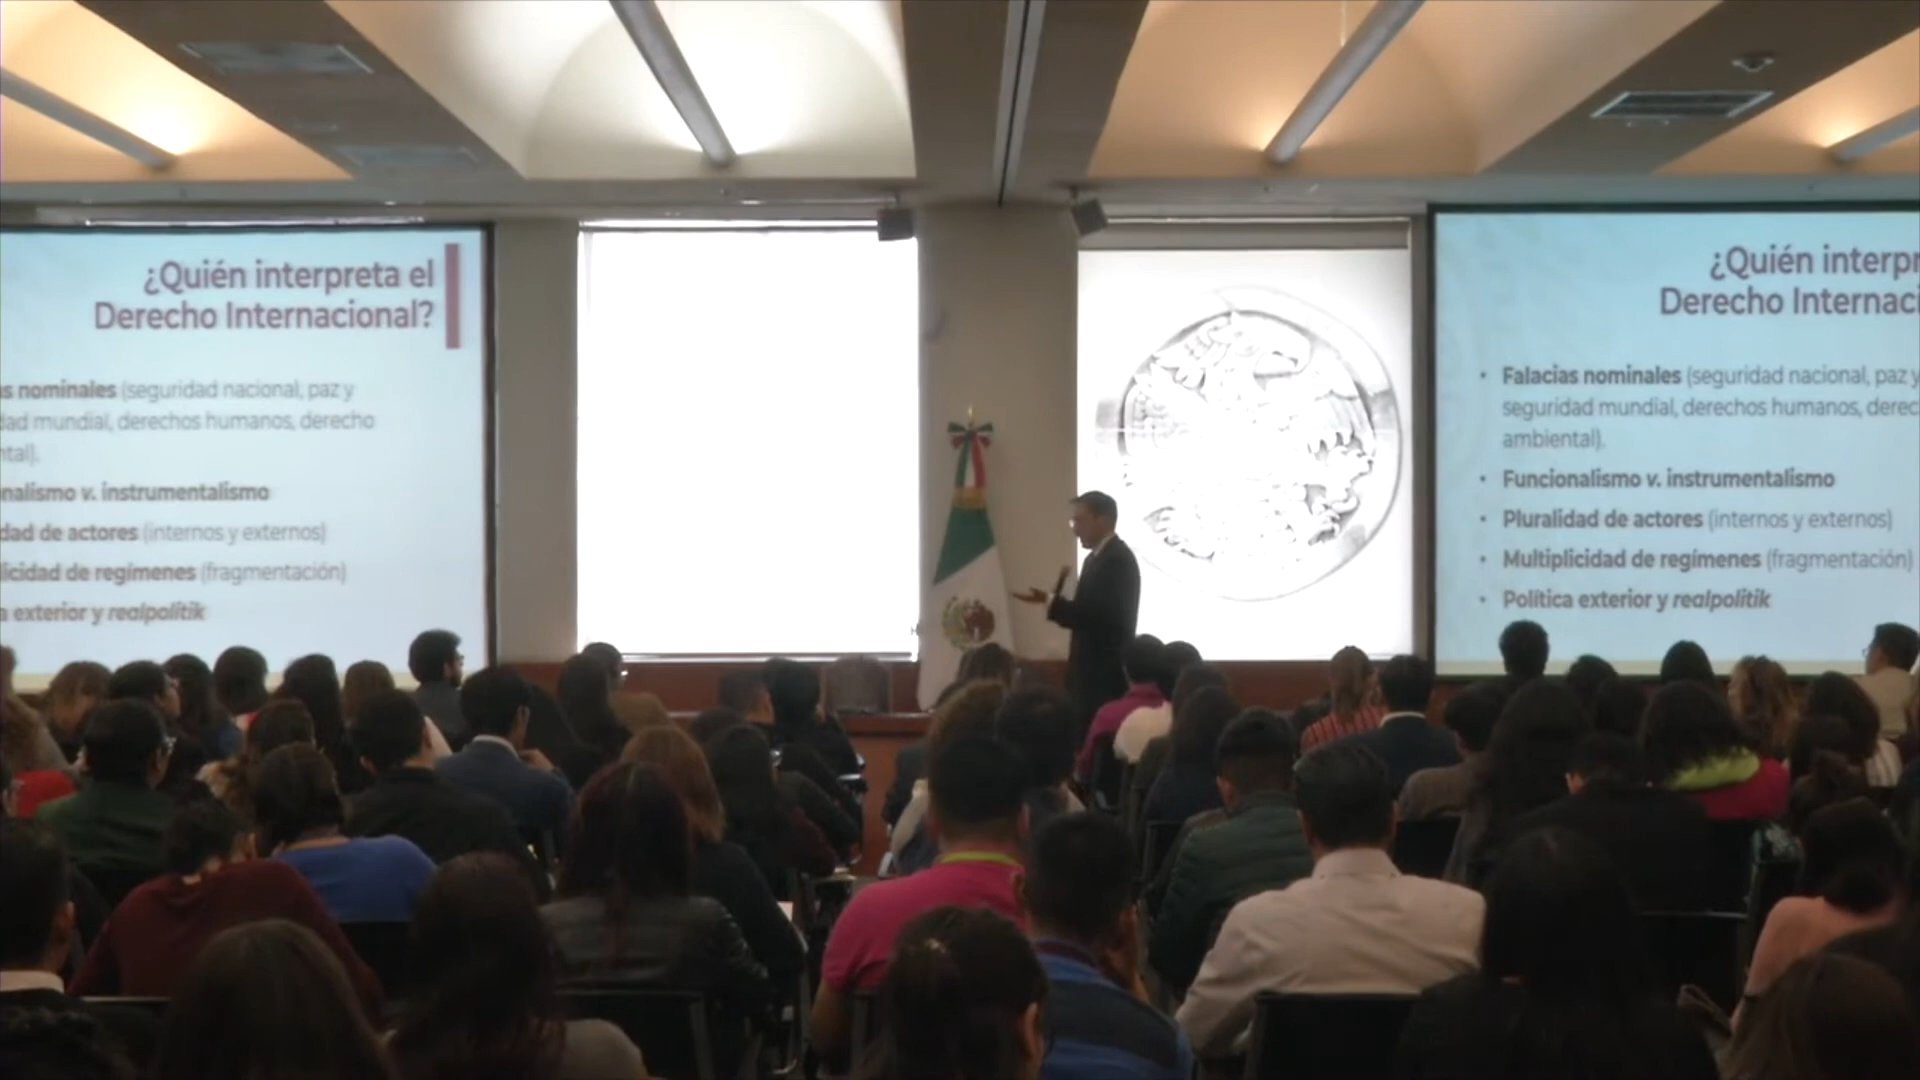 ¿Quién interpreta el
Derecho Internacional?
s nominales (seguridad nacional, paz y
dad mundial, derechos humanos, derecho
ntal).
nalismo v. instrumentalismo
dad de actores (internos y externos)
licidad de regímenes (fragmentación)
a exterior y realpolitik
¿Quién interpr
Derecho Internaci
• Falacias nominales (seguridad nacional, paz y
seguridad mundial, derechos humanos, derec
ambiental).
• Funcionalismo v. instrumentalismo
• Pluralidad de actores (internos y externos)
• Multiplicidad de regímenes (fragmentación)
• Política exterior y realpolitik